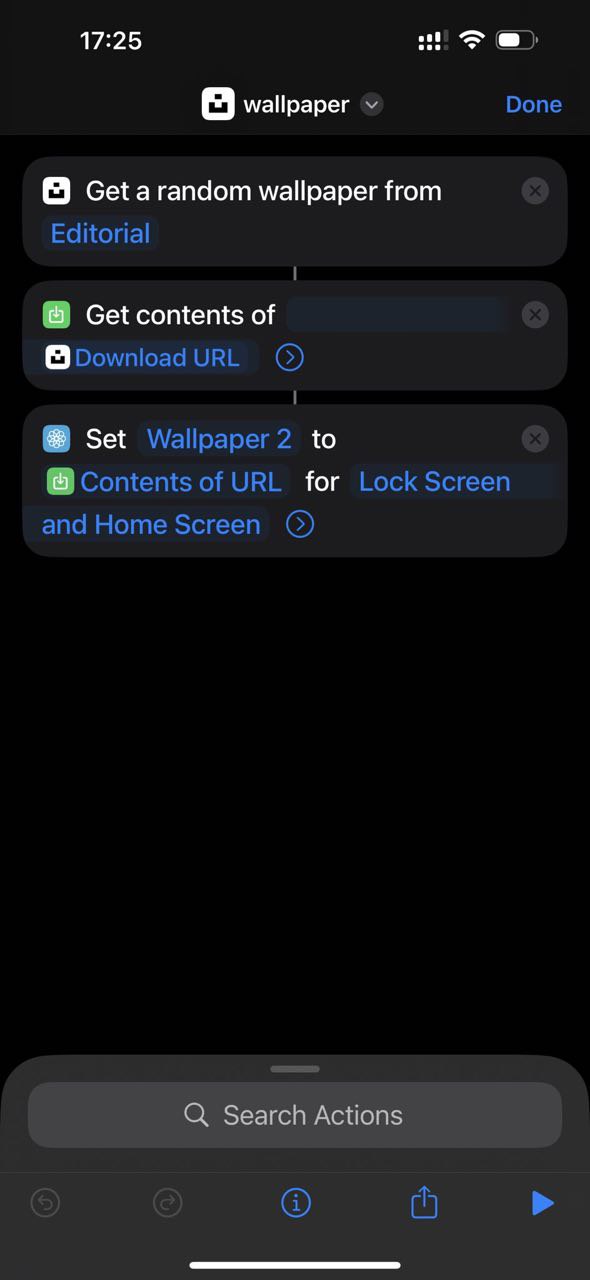 17:25
wallpaper
Done
Get a random wallpaper from
Editorial
Get contents of
Download URL
Set Wallpaper 2 to
Contents of URL for Lock Screen
and Home Screen
Search Actions